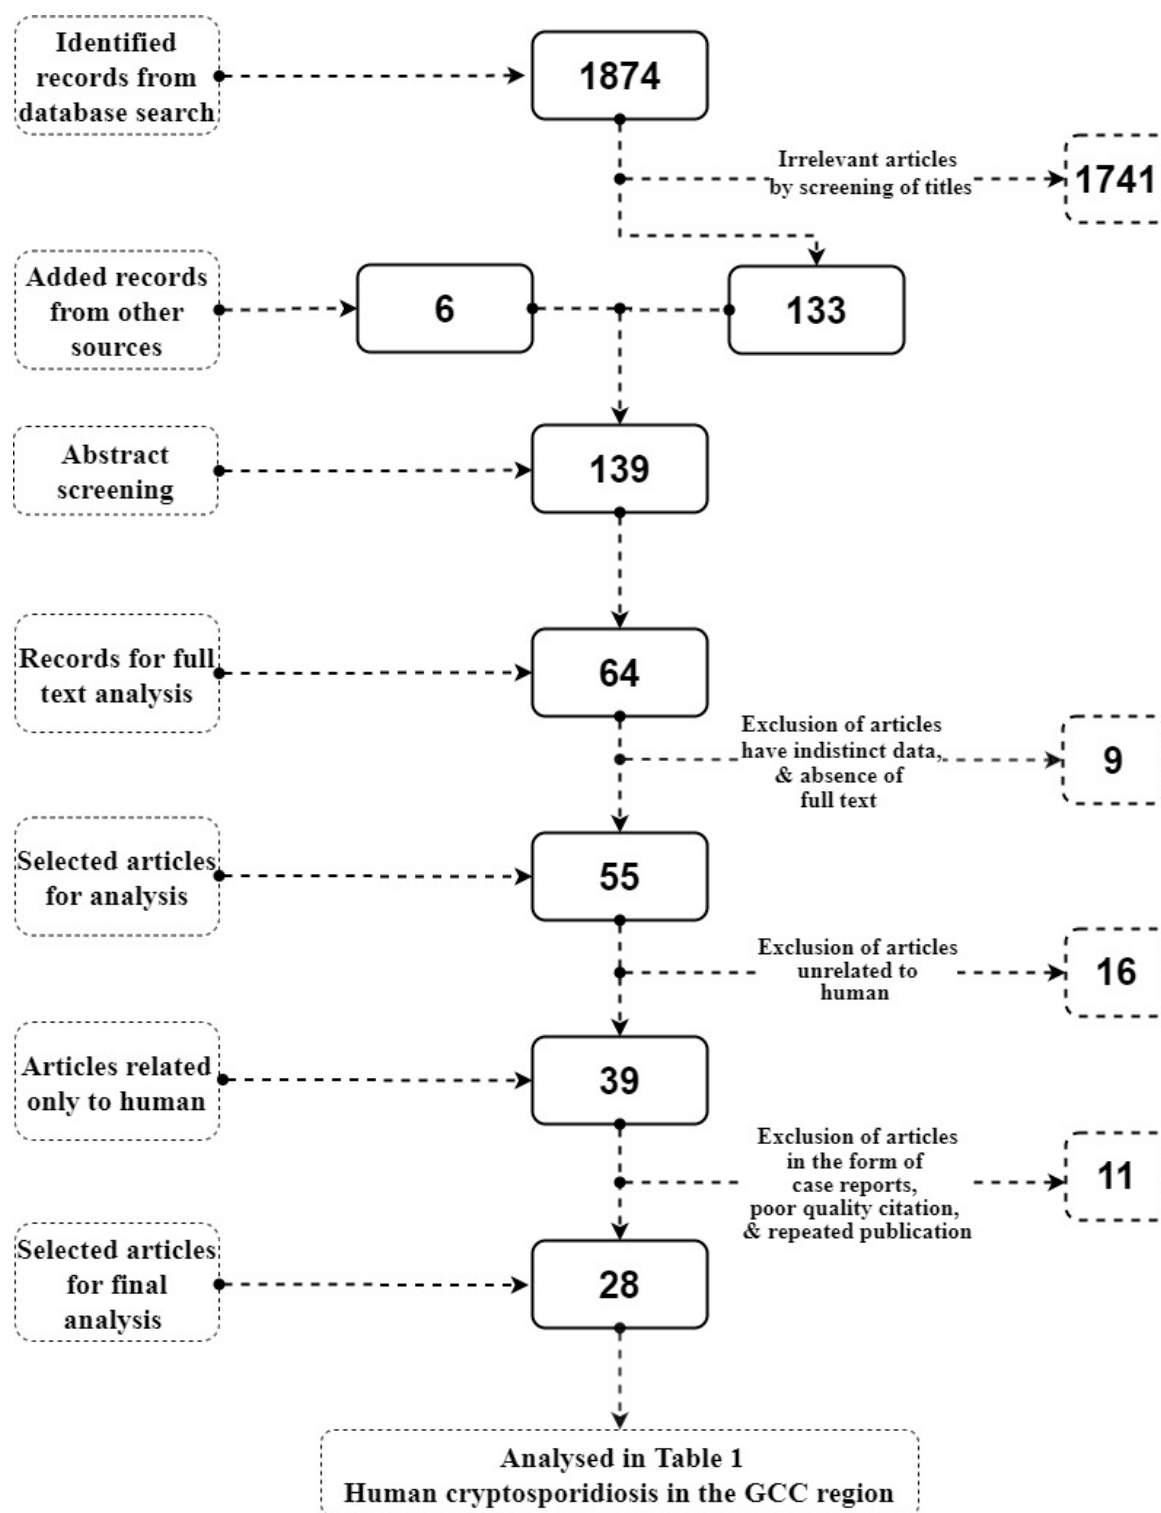 Identified
records from
database search
1874
Irrelevant articles
by screening of titles
1741
Added records
from other
sources
6
133
Abstract
screening
139
Records for full
text analysis
64
Exclusion of articles
have indistinct data,
& absence of
full text
9
Selected articles
for analysis
55
Exclusion of articles
unrelated to
human
16
Articles related
only to human
39
Exclusion of articles
in the form of
case reports,
poor quality citation,
& repeated publication
11
Selected articles
for final
analysis
28
Analysed in Table 1
Human cryptosporidiosis in the GCC region